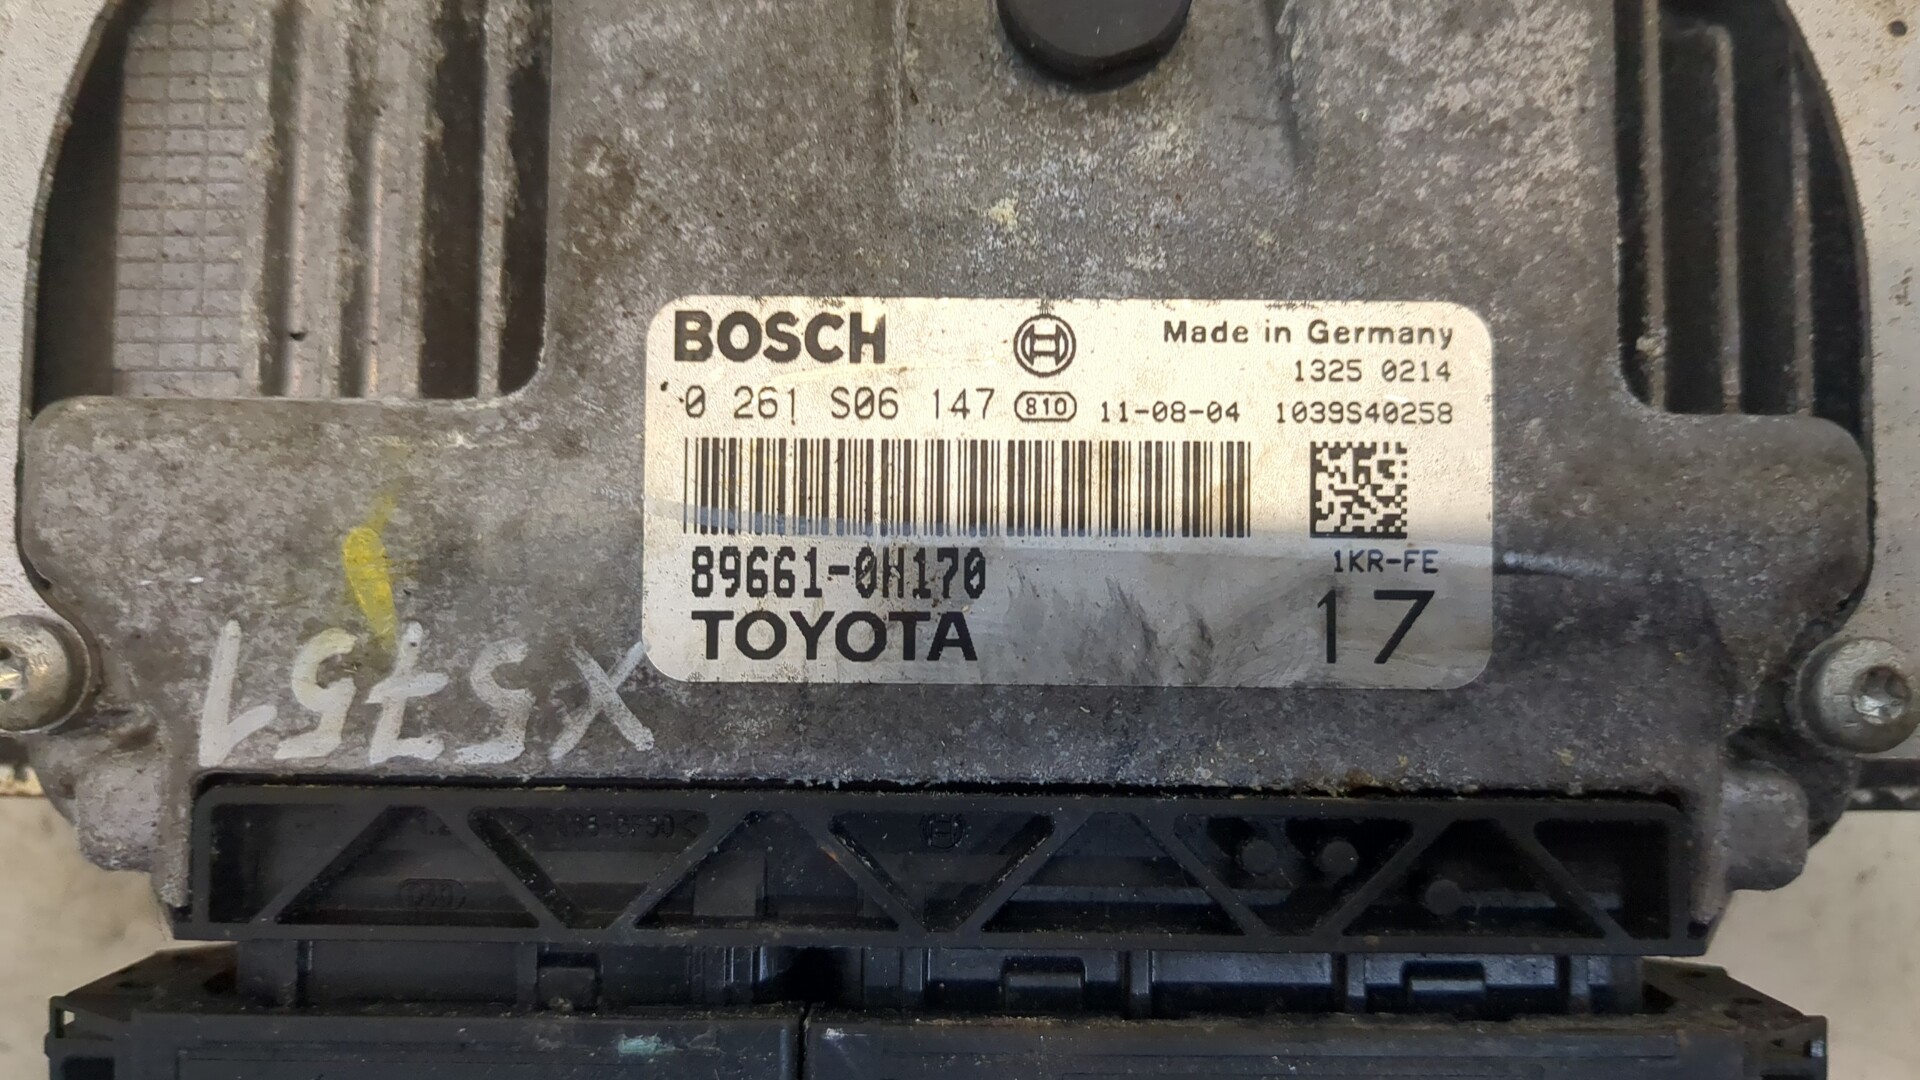 BOSCH
Made in Germany
1325 0214
0 261 S06 147 810 11-08-04 1039S40258
89661-0H170
1KR-FE
TOYOTA
17
X5751